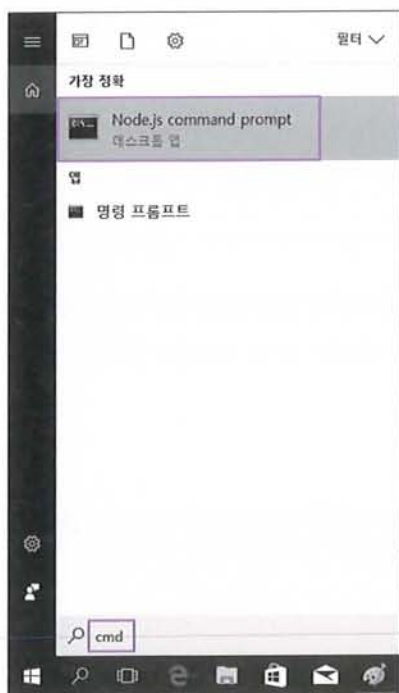 필터
가장 정확
Node.js command prompt
데스크톱 앱
앱
명령 프롬프트
cmd